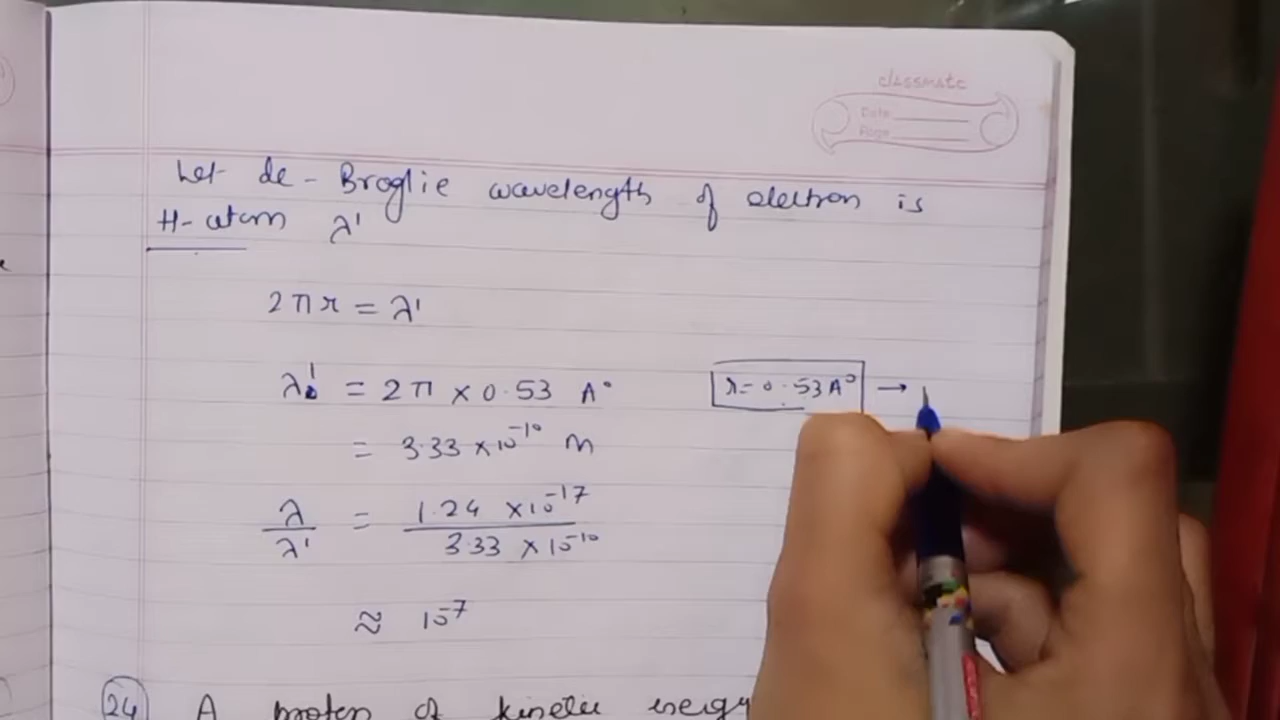 classmate
Date
Page
Let de-Broglie wavelength of electron is
H-atom λ'
2πr = λ'
λ' = 2π × 0.53 A° r = 0.53 A° →
= 3.33 × 10⁻¹⁰ m
λ/λ' = 1.24 × 10⁻¹⁷ / 3.33 × 10⁻¹⁰
≈ 10⁻⁷
24 A proton of kinetic energy